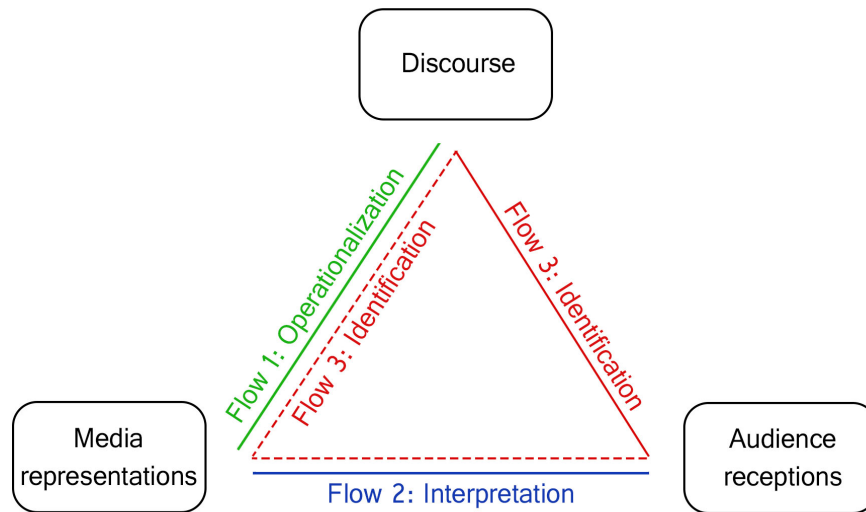 Discourse
Flow 1: Operationalization
Flow 3: Identification
Flow 3: Identification
Media
representations
Audience
receptions
Flow 2: Interpretation